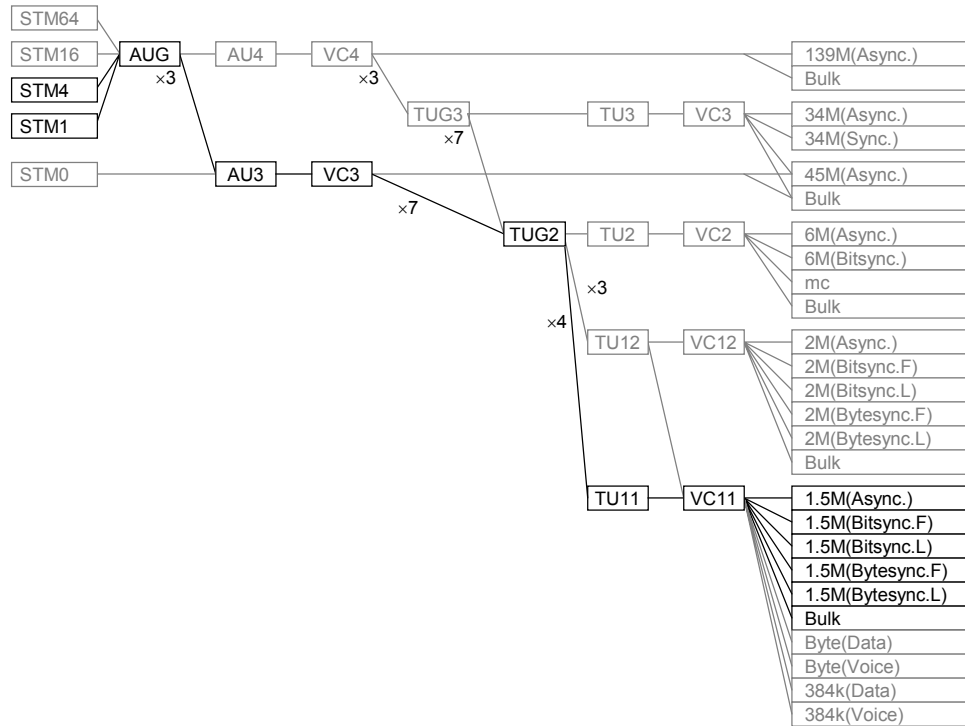 STM64
STM16 AUG AU4 VC4 139M(Async.)
×3 ×3 Bulk
STM4
STM1 TUG3 TU3 VC3 34M(Async.)
×7 34M(Sync.)
STM0 AU3 VC3 45M(Async.)
Bulk
×7
TUG2 TU2 VC2 6M(Async.)
6M(Bitsync.)
×3 mc
Bulk
×4
TU12 VC12 2M(Async.)
2M(Bitsync.F)
2M(Bitsync.L)
2M(Bytesync.F)
2M(Bytesync.L)
Bulk
TU11 VC11 1.5M(Async.)
1.5M(Bitsync.F)
1.5M(Bitsync.L)
1.5M(Bytesync.F)
1.5M(Bytesync.L)
Bulk
Byte(Data)
Byte(Voice)
384k(Data)
384k(Voice)